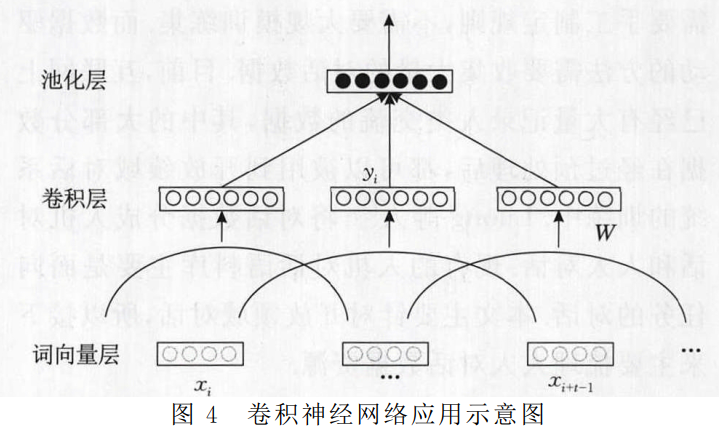 池化层
y_i
卷积层
W
词向量层
...
x_i
...
x_{i+t-1}
图 4 卷积神经网络应用示意图